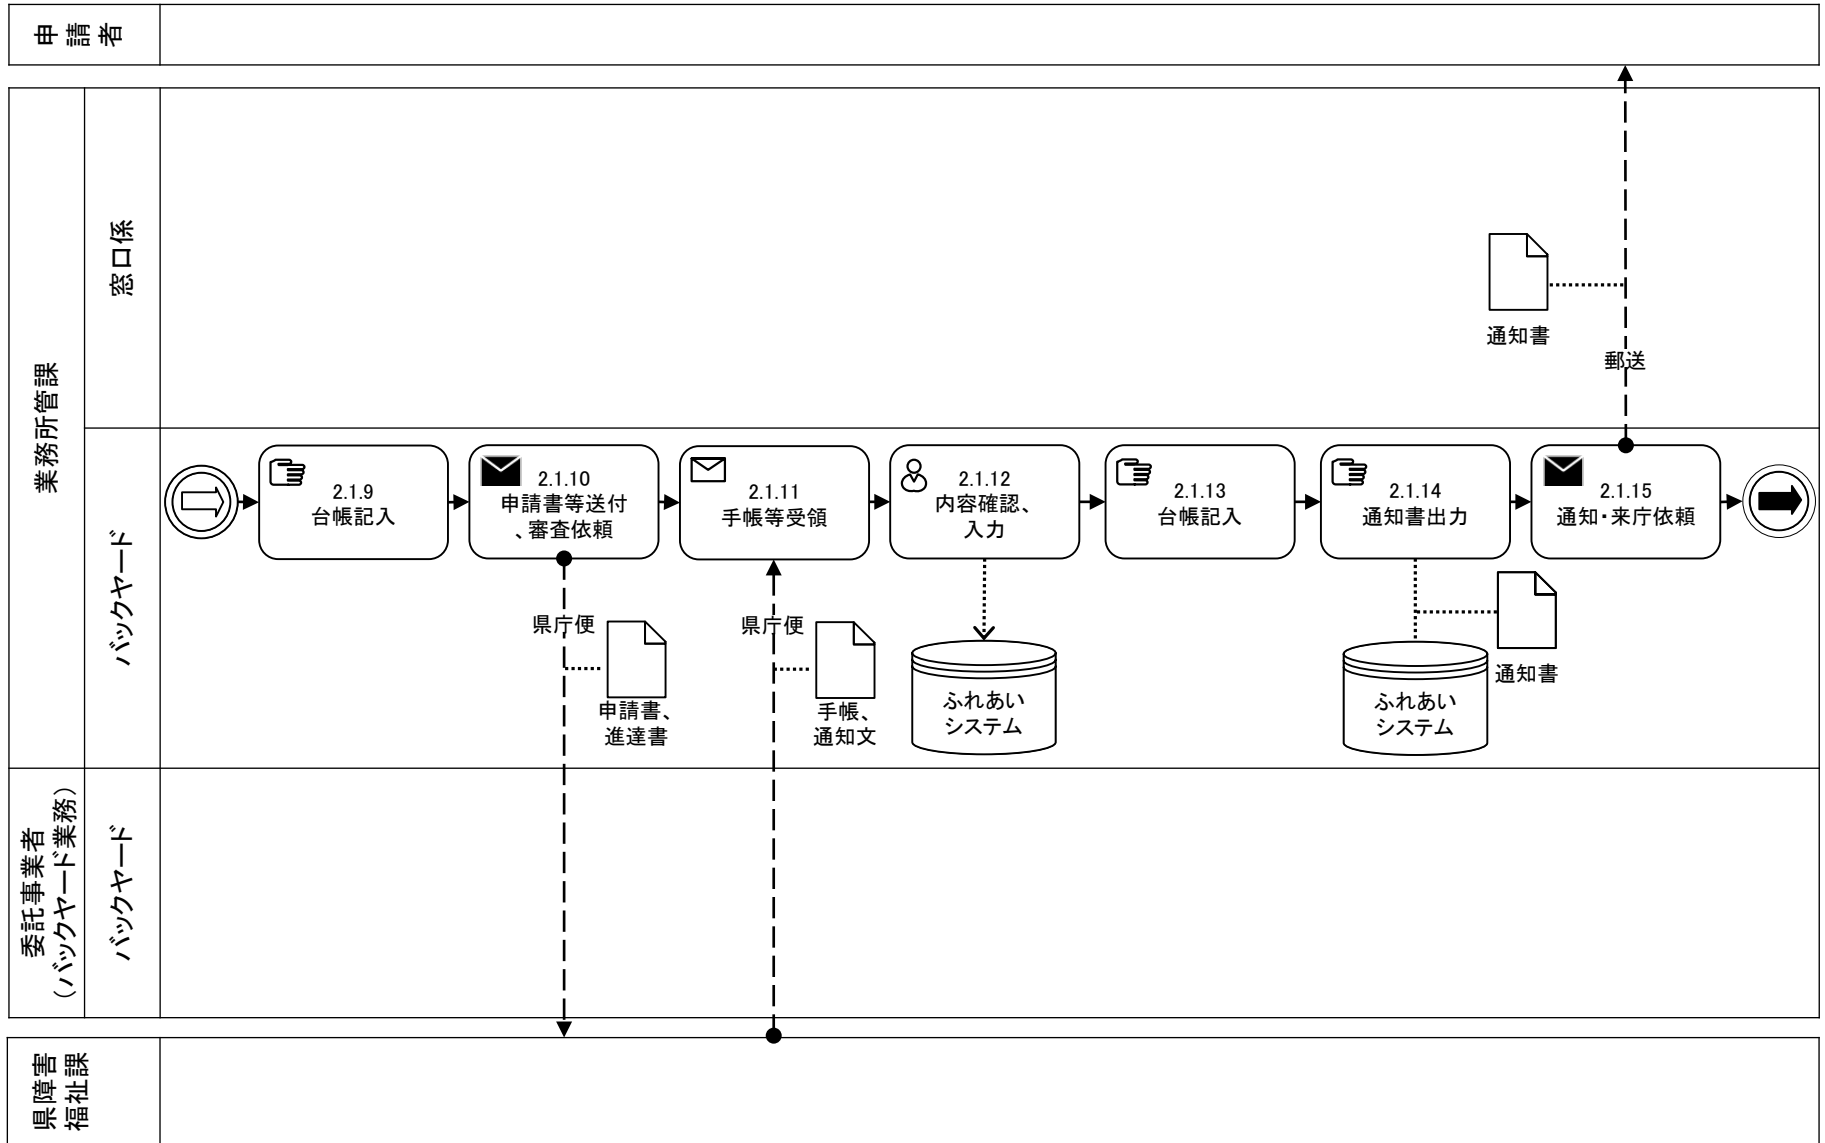 申請者
業務所管課
窓口係
通知書
郵送
バックヤード
2.1.9
台帳記入
2.1.10
申請書等送付
、審査依頼
2.1.11
手帳等受領
2.1.12
内容確認、
入力
2.1.13
台帳記入
2.1.14
通知書出力
2.1.15
通知・来庁依頼
県庁便
申請書、
進達書
県庁便
手帳、
通知文
ふれあい
システム
ふれあい
システム
通知書
委託事業者
（バックヤード業務）
バックヤード
県障害
福祉課